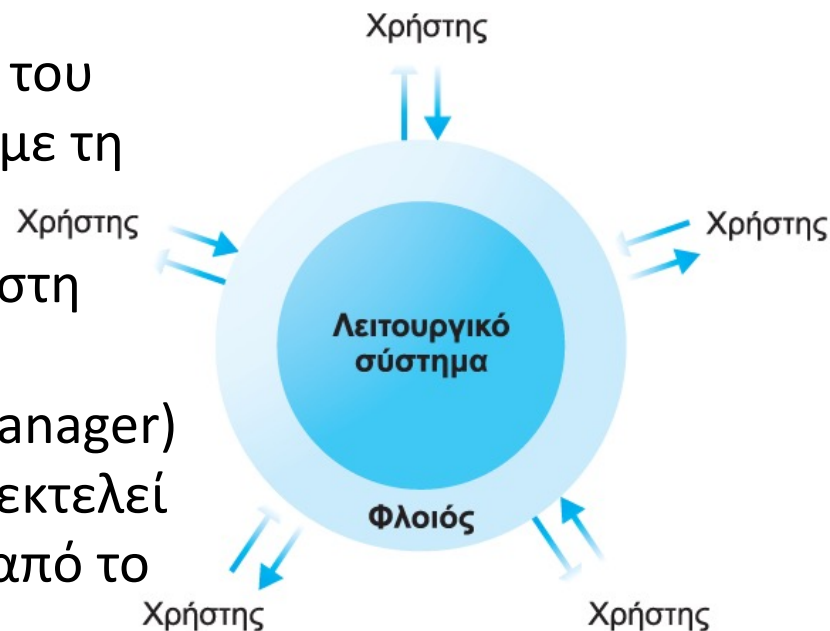 Χρήστης
του
με τη
Χρήστης
Χρήστης
στη
Λειτουργικό
σύστημα
anager)
εκτελεί
Φλοιός
από το
Χρήστης
Χρήστης